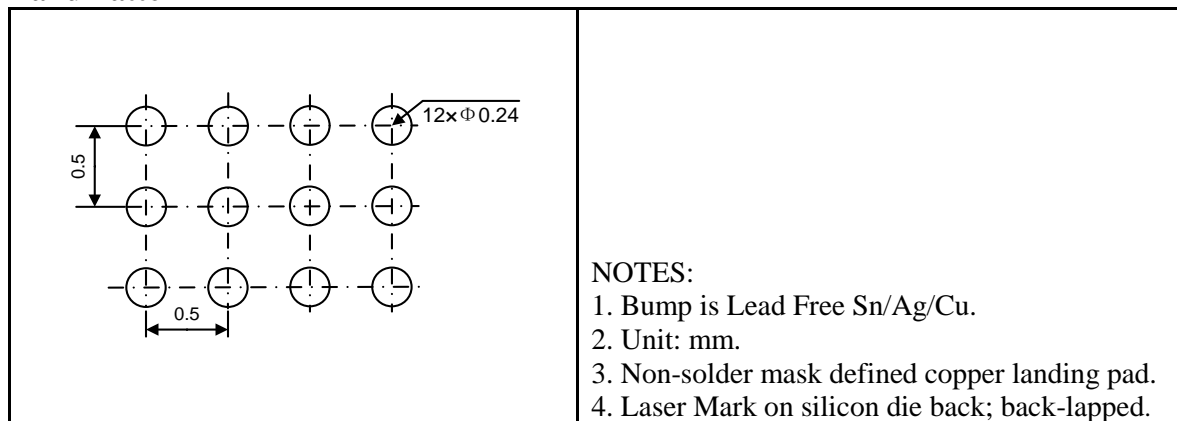 12×Φ0.24
0.5
0.5
NOTES:
1. Bump is Lead Free Sn/Ag/Cu.
2. Unit: mm.
3. Non-solder mask defined copper landing pad.
4. Laser Mark on silicon die back; back-lapped.